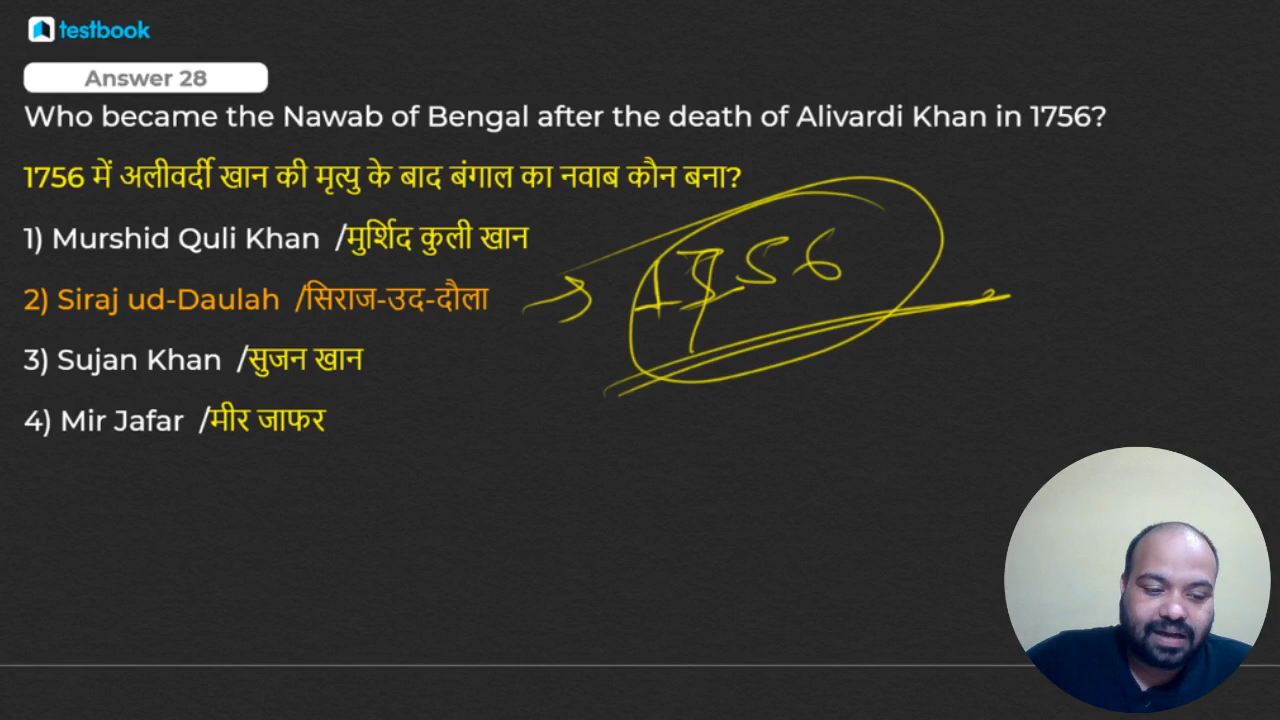 testbook
Answer 28
Who became the Nawab of Bengal after the death of Alivardi Khan in 1756?
1756 में अलीवर्दी खान की मृत्यु के बाद बंगाल का नवाब कौन बना?
1) Murshid Quli Khan /मुर्शिद कुली खान
2) Siraj ud-Daulah /सिराज-उद-दौला
1756
3) Sujan Khan /सुजन खान
4) Mir Jafar /मीर जाफर